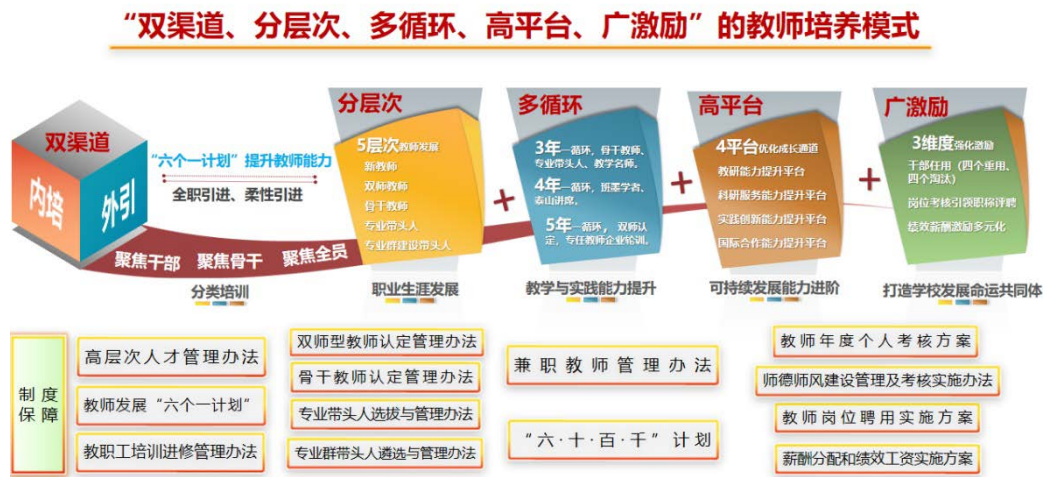 “双渠道、分层次、多循环、高平台、广激励”的教师培养模式
双渠道
内培
外引
“六个一计划”提升教师能力
全职引进、柔性引进
聚焦干部 聚焦骨干 聚焦全员
分类培训
分层次
5层次教师发展
新教师
双师教师
骨干教师
专业带头人
专业群建设带头人
职业生涯发展
+
多循环
3年一循环，骨干教师、
专业带头人、教学名师。
4年一循环，班墨学者、
泰山讲席。
5年一循环，双师认
定，专任教师企业轮训。
教学与实践能力提升
+
高平台
4平台优化成长通道
教研能力提升平台
科研服务能力提升平台
实践创新能力提升平台
国际合作能力提升平台
可持续发展能力进阶
+
广激励
3维度强化激励
干部任用（四个重用、
四个淘汰）
岗位考核引领职称评聘
绩效薪酬激励多元化
打造学校发展命运共同体
制度
保障
高层次人才管理办法
教师发展“六个一计划”
教职工培训进修管理办法
双师型教师认定管理办法
骨干教师认定管理办法
专业带头人选拔与管理办法
专业群带头人遴选与管理办法
兼职教师管理办法
“六·十·百·千”计划
教师年度个人考核方案
师德师风建设管理及考核实施办法
教师岗位聘用实施方案
薪酬分配和绩效工资实施方案